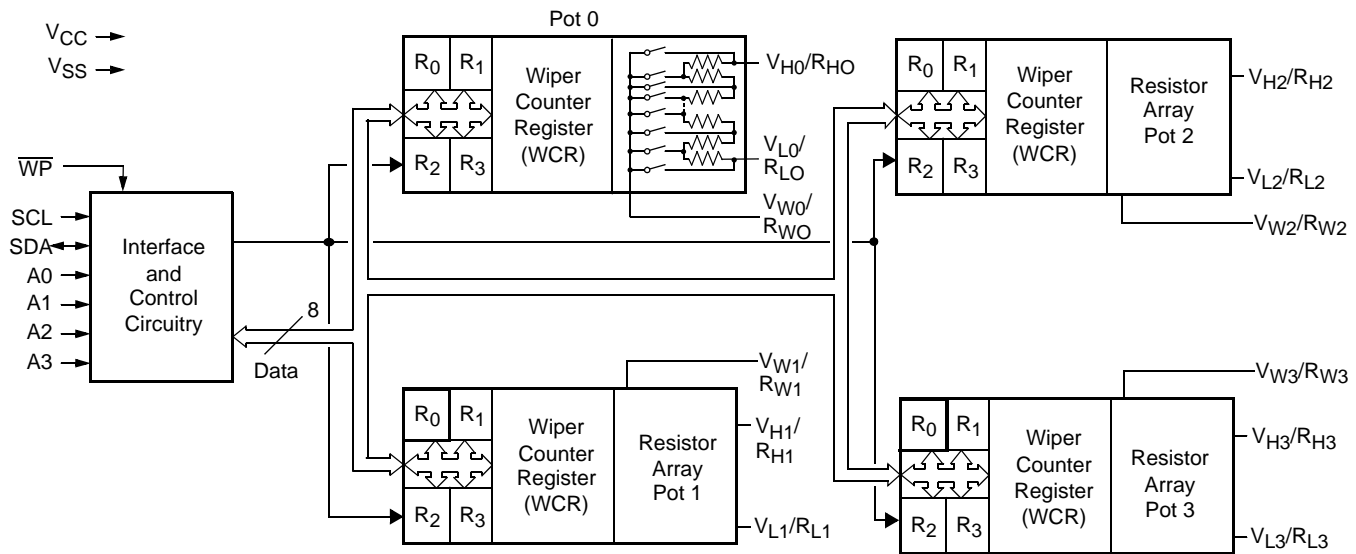 Pot 0
VCC
VSS
WP
SCL
SDA
A0
A1
A2
A3
Interface
and
Control
Circuitry
8
Data
R0
R1
R2
R3
Wiper
Counter
Register
(WCR)
VH0/RHO
VL0/
RLO
VW0/
RWO
R0
R1
R2
R3
Wiper
Counter
Register
(WCR)
Resistor
Array
Pot 2
VH2/RH2
VL2/RL2
VW2/RW2
R0
R1
R2
R3
Wiper
Counter
Register
(WCR)
Resistor
Array
Pot 1
VW1/
RW1
VH1/
RH1
VL1/RL1
R0
R1
R2
R3
Wiper
Counter
Register
(WCR)
Resistor
Array
Pot 3
VW3/RW3
VH3/RH3
VL3/RL3